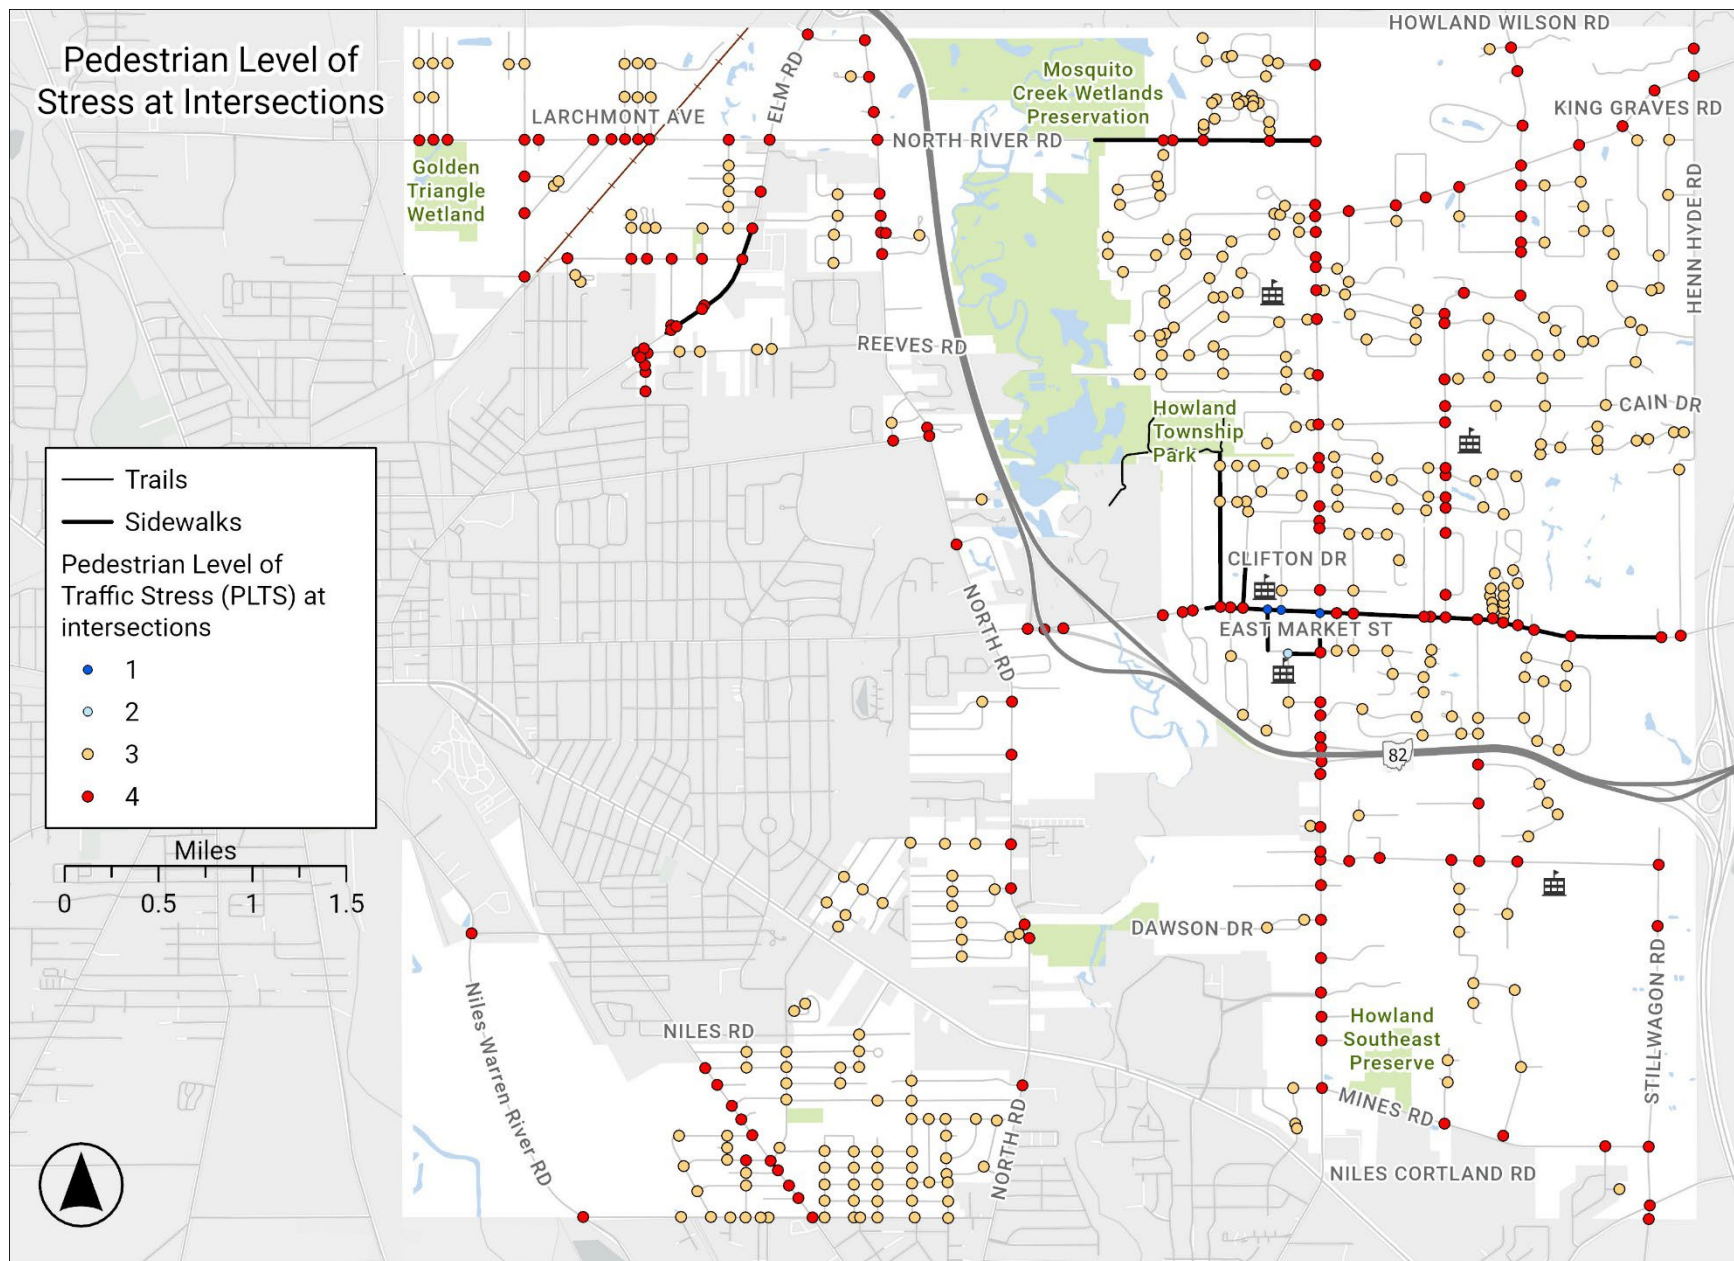 Pedestrian Level of
Stress at Intersections
HOWLAND WILSON RD
Mosquito
Creek Wetlands
Preservation
ELM RD
LARCHMONT AVE
KING GRAVES RD
NORTH RIVER RD
Golden
Triangle
Wetland
HENN HYDE RD
REEVES RD
Howland
Township
Park
CAIN DR
Trails
Sidewalks
Pedestrian Level of
Traffic Stress (PLTS) at
intersections
1
2
3
4
CLIFTON DR
EAST MARKET ST
NORTH RD
82
Miles
0 0.5 1 1.5
DAWSON DR
STILLWAGON RD
Niles Warren River RD
NILES RD
Howland
Southeast
Preserve
MINES RD
NORTH RD
NILES CORTLAND RD